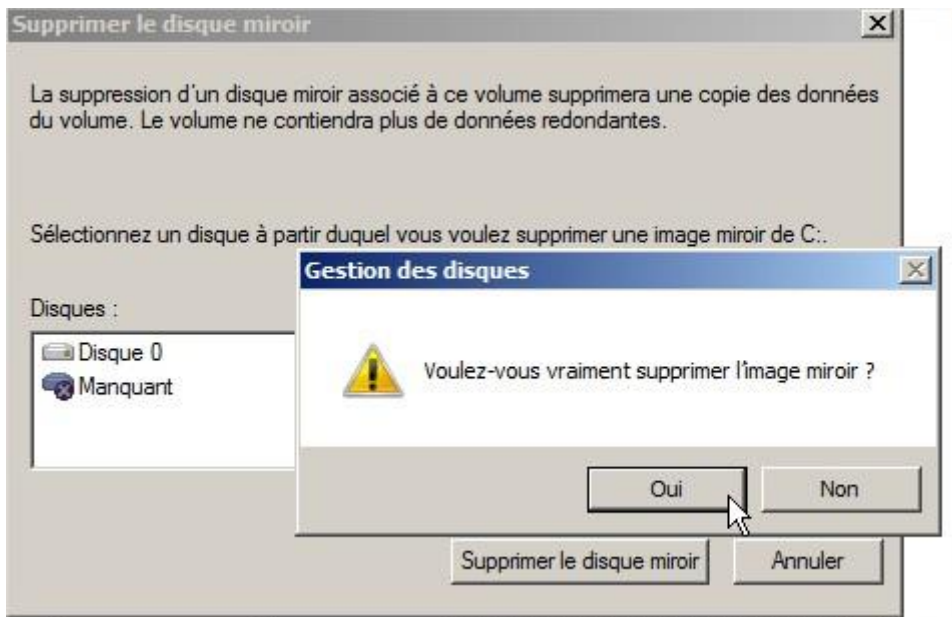 Supprimer le disque miroir
La suppression d'un disque miroir associé à ce volume supprimera une copie des données
du volume. Le volume ne contiendra plus de données redondantes.
Sélectionnez un disque à partir duquel vous voulez supprimer une image miroir de C:.
Gestion des disques
Disques :
Disque 0
Manquant
Voulez-vous vraiment supprimer l'image miroir ?
Oui
Non
Supprimer le disque miroir
Annuler